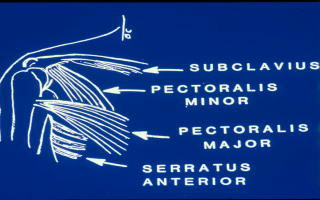 SUBCLAVIUS
PECTORALIS
MINOR
PECTORALIS
MAJOR
SERRATUS
ANTERIOR